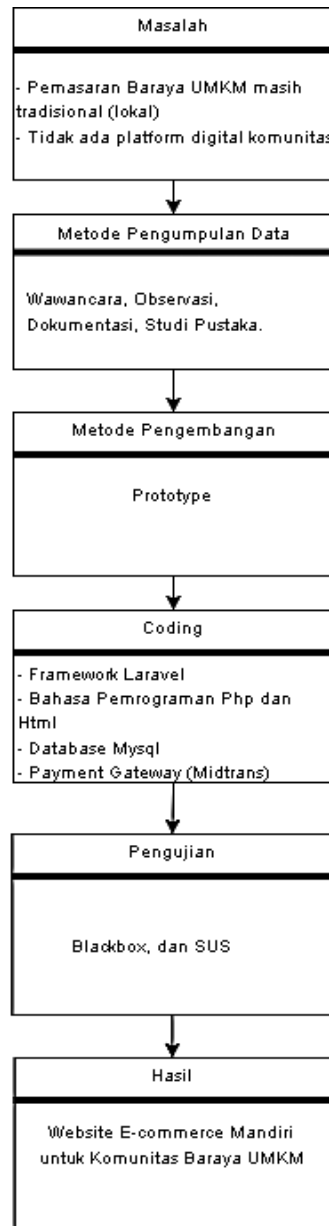 Masalah
- Pemasaran Baraya UMKM masih
tradisional (lokal)
- Tidak ada platform digital komunitas
Metode Pengumpulan Data
Wawancara, Observasi,
Dokumentasi, Studi Pustaka.
Metode Pengembangan
Prototype
Coding
- Framework Laravel
- Bahasa Pemrograman Php dan
Html
- Database Mysql
- Payment Gateway (Midtrans)
Pengujian
Blackbox, dan SUS
Hasil
Website E-commerce Mandiri
untuk Komunitas Baraya UMKM